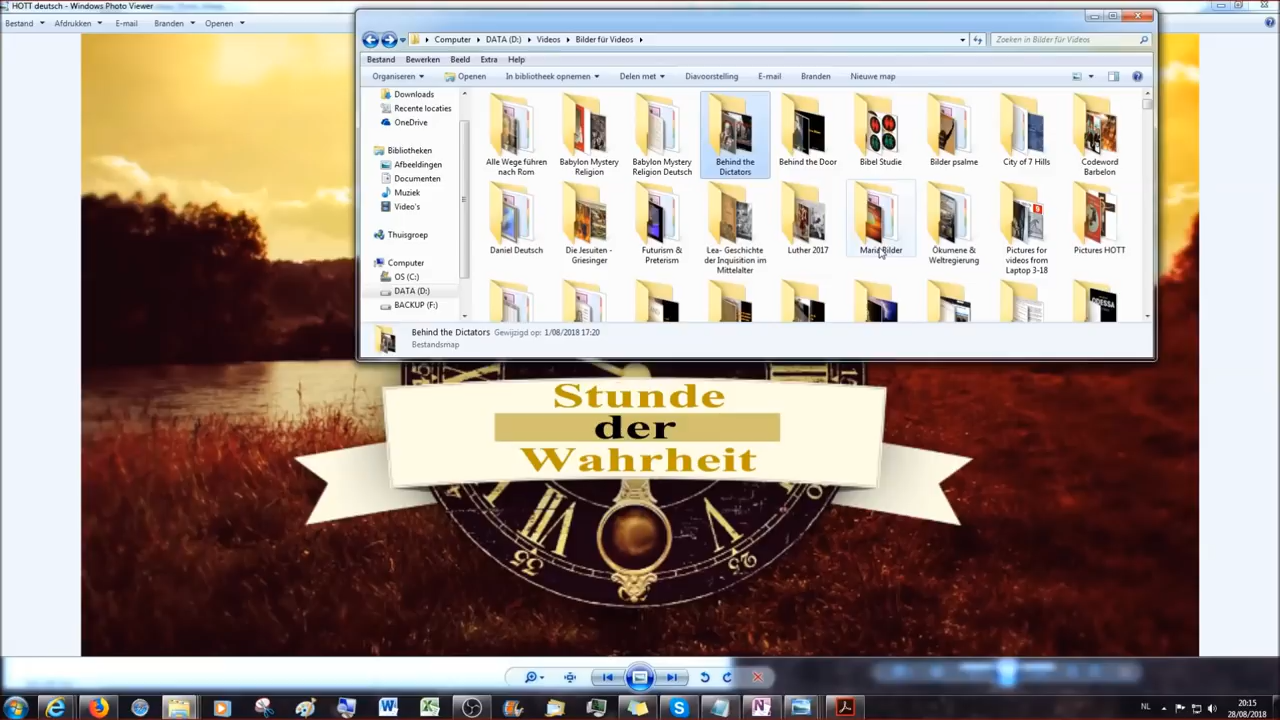 HOTT deutsch - Windows Photo Viewer
Bestand Afdrukken E-mail Branden Openen
Computer DATA (D:) Videos Bilder für Videos
Zoeken in Bilder für Videos
Bestand Bewerken Beeld Extra Help
Organiseren Openen In bibliotheek opnemen Delen met Diavoorstelling E-mail Branden Nieuwe map
Downloads
Recente locaties
OneDrive
Bibliotheken
Afbeeldingen
Documenten
Muziek
Video's
Thuisgroep
Computer
OS (C:)
DATA (D:)
BACKUP (F:)
Alle Wege führen
nach Rom
Babylon Mystery
Religion
Babylon Mystery
Religion Deutsch
Behind the
Dictators
Behind the Door
Bibel Studie
Bilder psalme
City of 7 Hills
Codeword
Barbelon
Daniel Deutsch
Die Jesuiten -
Griesinger
Futurism &
Preterism
Lea- Geschichte
der Inquisition im
Mittelalter
Luther 2017
Maria Bilder
Ökumene &
Weltregierung
Pictures for
videos from
Laptop 3-18
Pictures HOTT
ODESSA
Behind the Dictators Gewijzigd op: 1/08/2018 17:20
Bestandsmap
Stunde
der
Wahrheit
NL
20:15
28/08/2018